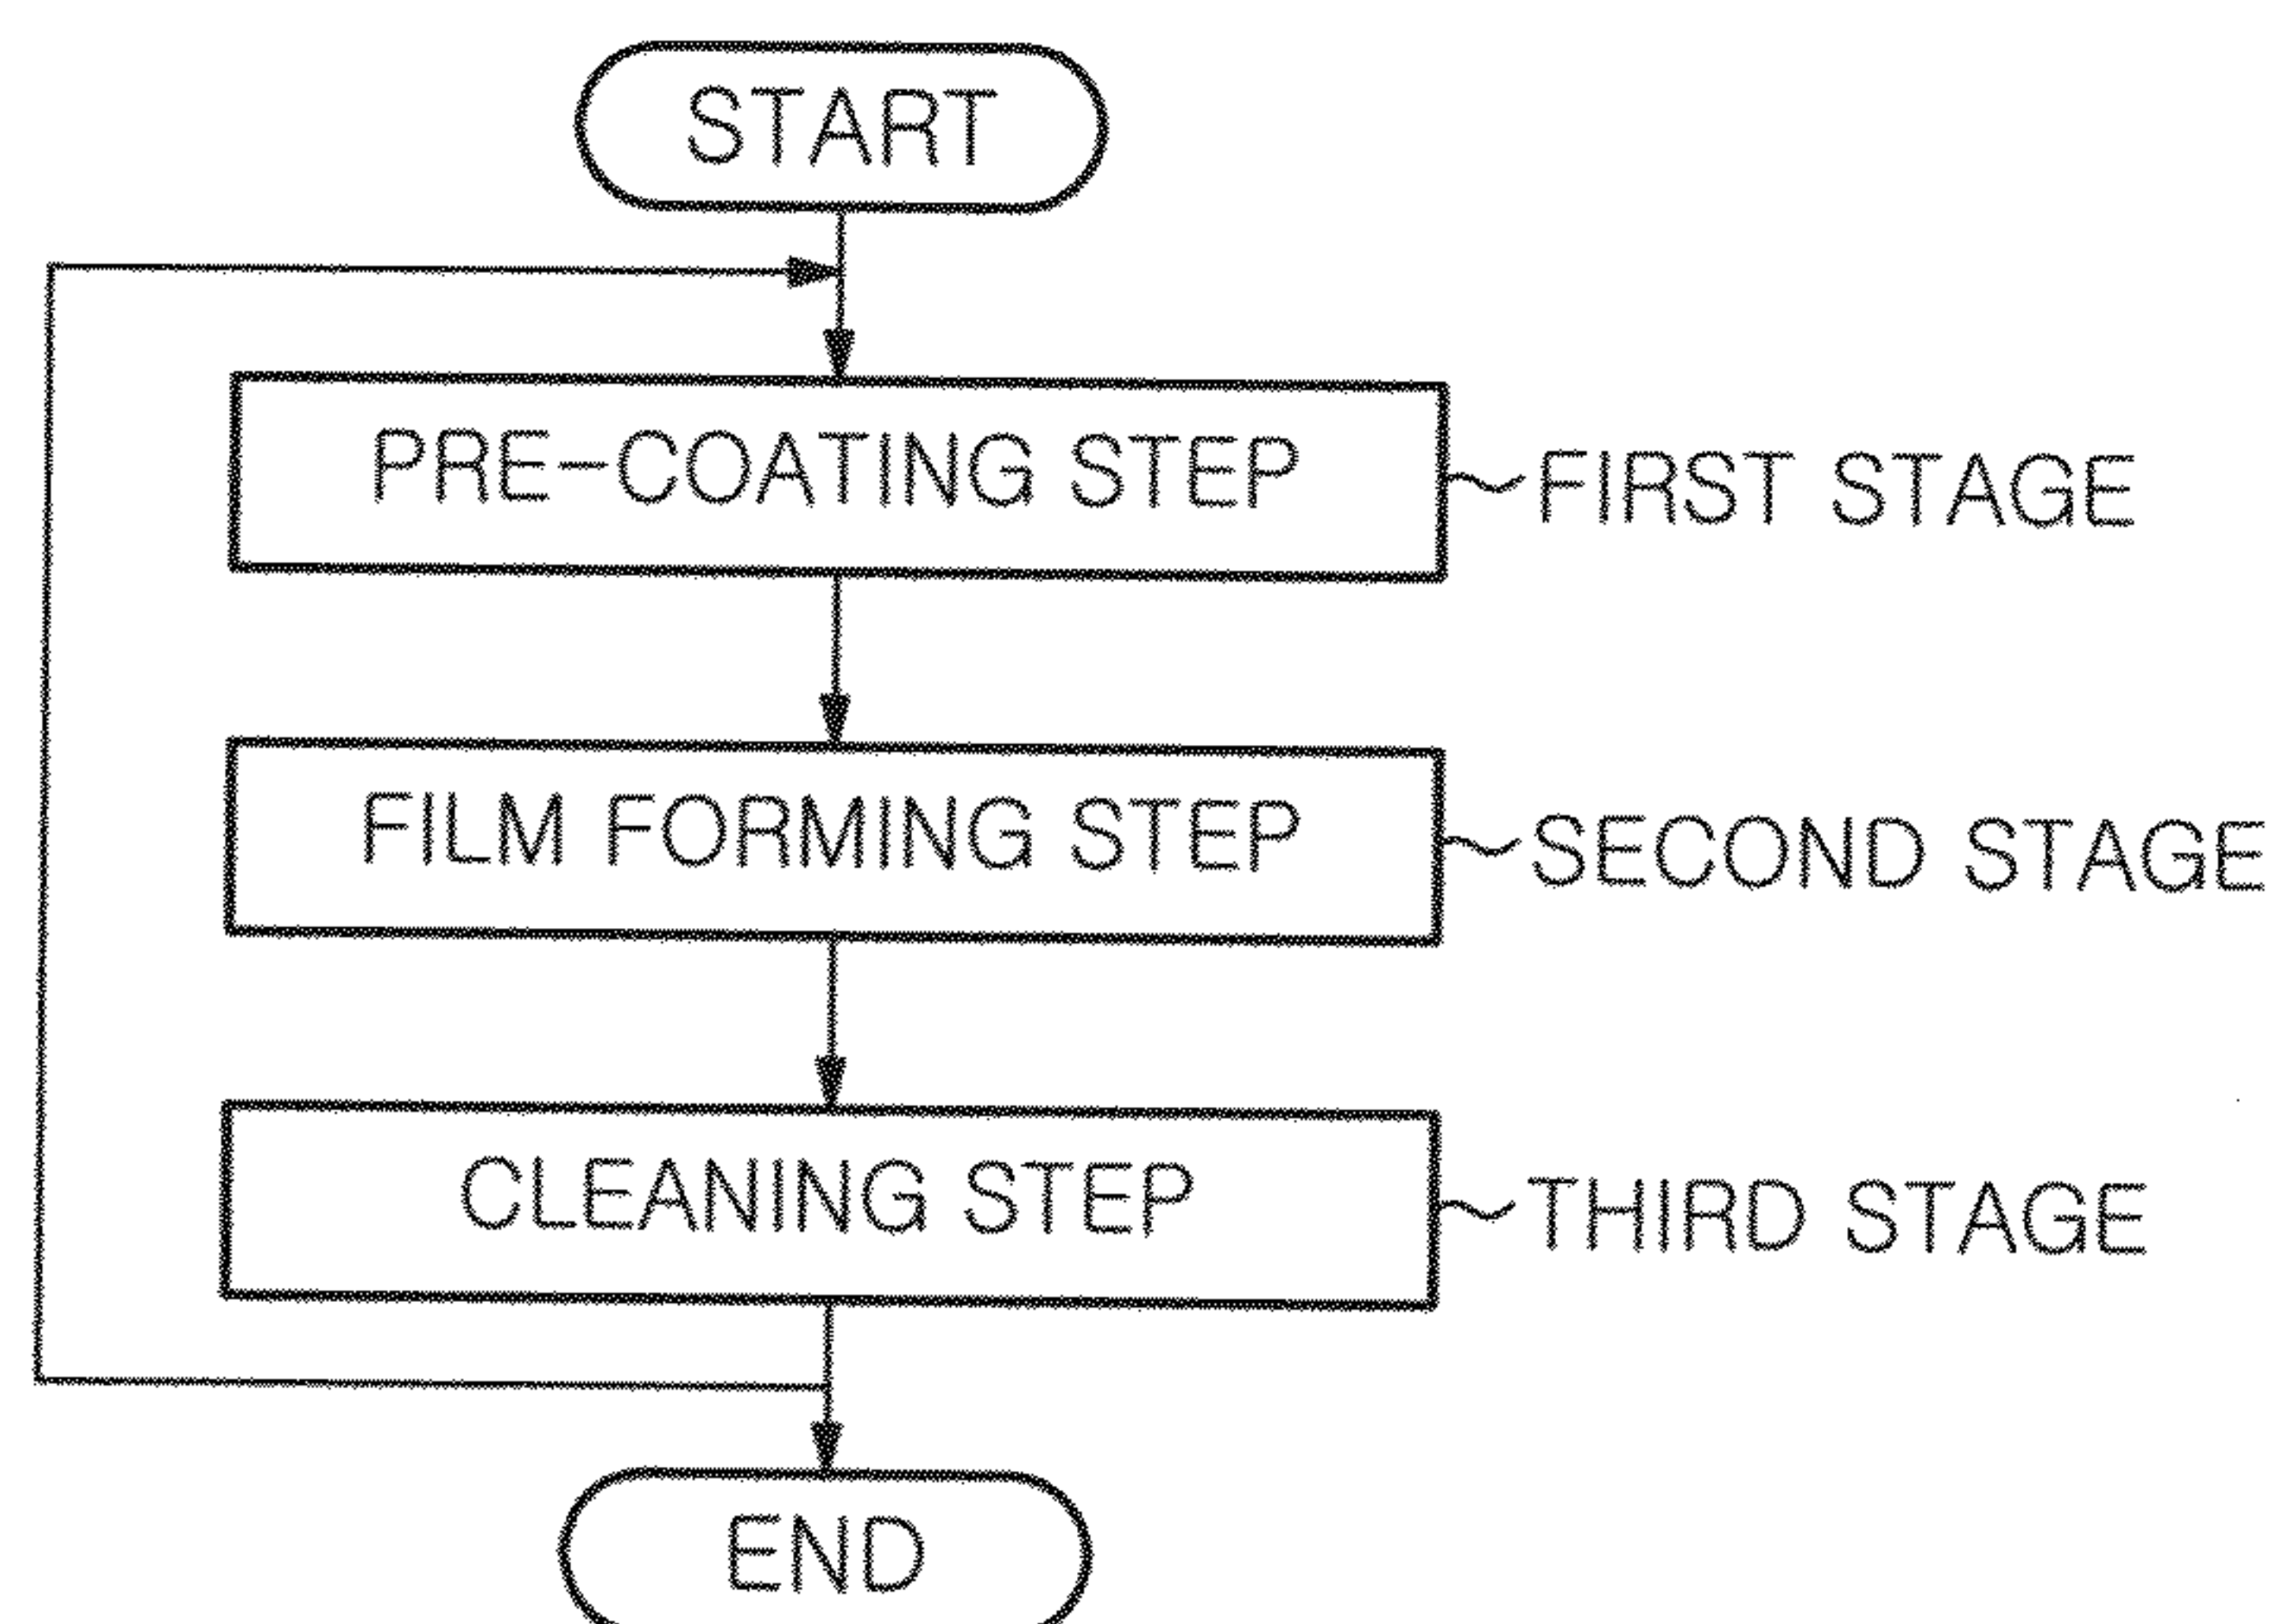 START
PRE-COATING STEP
FIRST STAGE
FILM FORMING STEP
SECOND STAGE
CLEANING STEP
THIRD STAGE
END